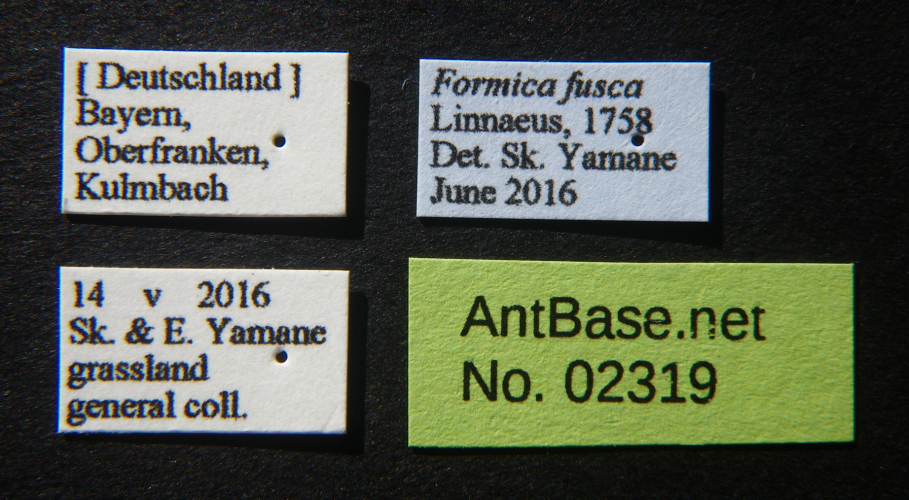 [ Deutschland ]
Bayern,
Oberfranken,
Kulmbach
Formica fusca
Linnaeus, 1758
Det. Sk. Yamane
June 2016
14 v 2016
Sk. & E. Yamane
grassland
general coll.
AntBase.net
No. 02319